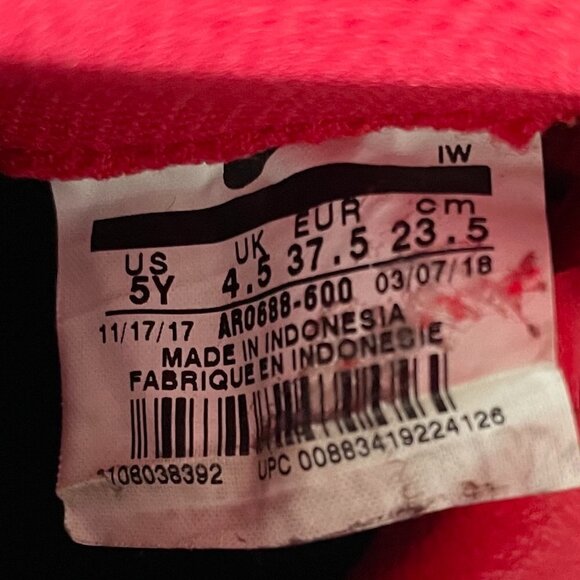 IW
US UK EUR cm
5Y 4.5 37.5 23.5
11/17/17 AR0688-600 03/07/18
MADE IN INDONESIA
FABRIQUE EN INDONESIE
UPC 00883419224126